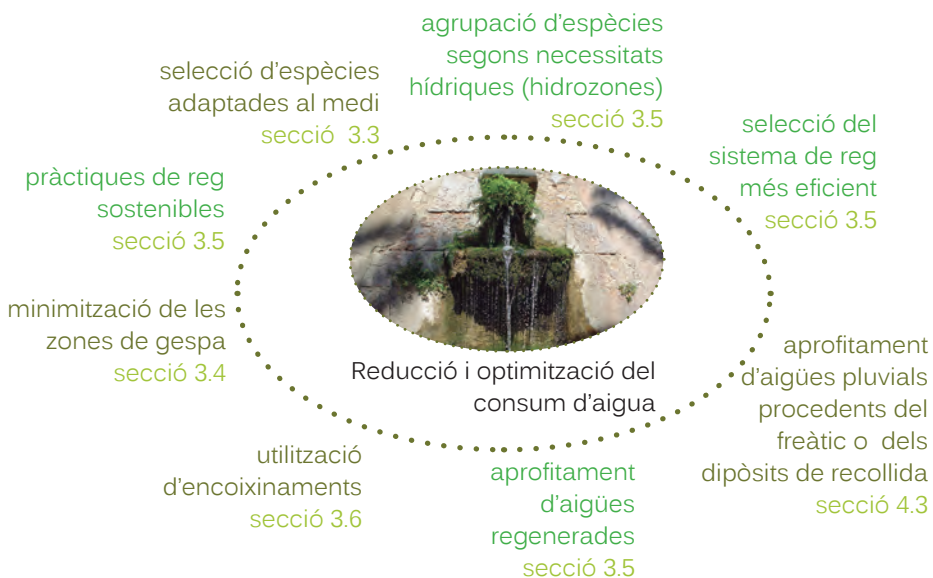 agrupació d'espècies
segons necessitats
hídriques (hidrozones)
secció 3.5
selecció d'espècies
adaptades al medi
secció 3.3
selecció del
sistema de reg
més eficient
secció 3.5
pràctiques de reg
sostenibles
secció 3.5
minimització de les
zones de gespa
secció 3.4
Reducció i optimització del
consum d'aigua
aprofitament
d'aigües pluvials
procedents del
freàtic o dels
dipòsits de recollida
secció 4.3
utilització
d'encoixinaments
secció 3.6
aprofitament
d'aigües
regenerades
secció 3.5